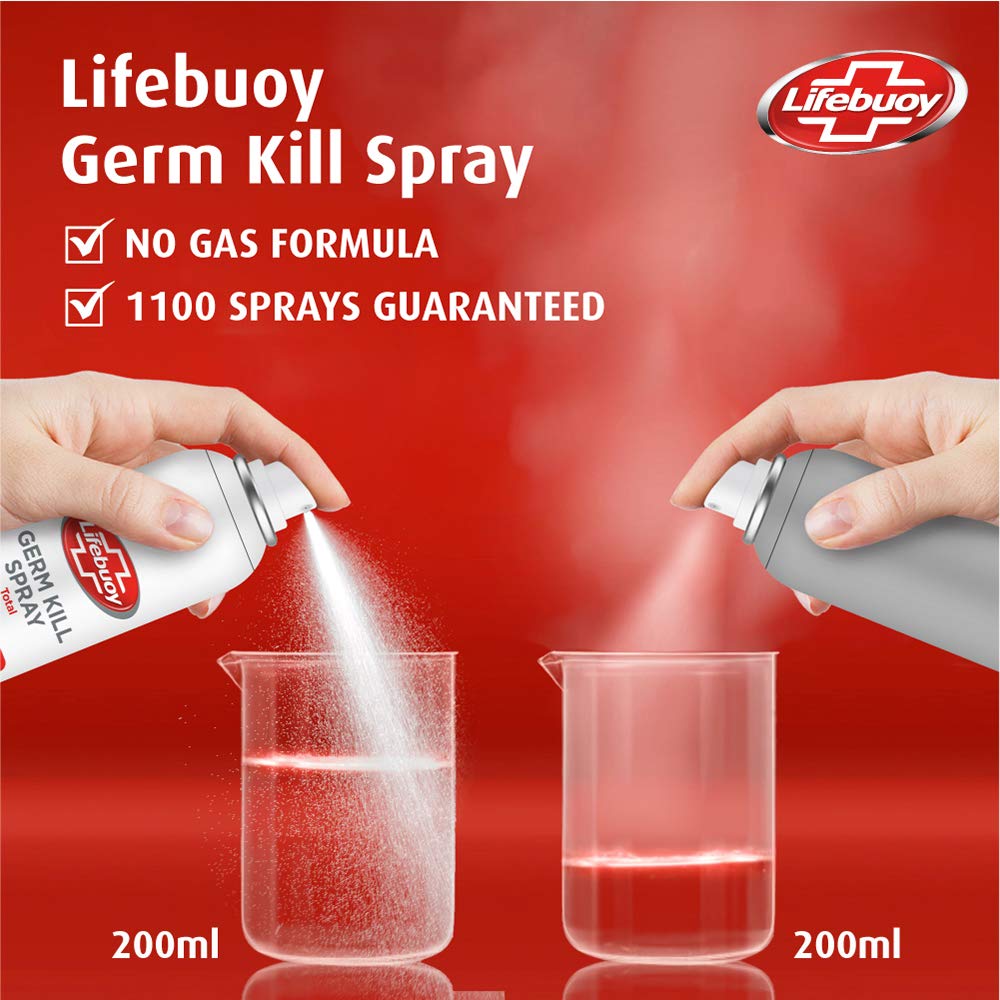 Lifebuoy
Germ Kill Spray
NO GAS FORMULA
1100 SPRAYS GUARANTEED
Lifebuoy
Lifebuoy
GERM KILL
SPRAY
Total
200ml
200ml